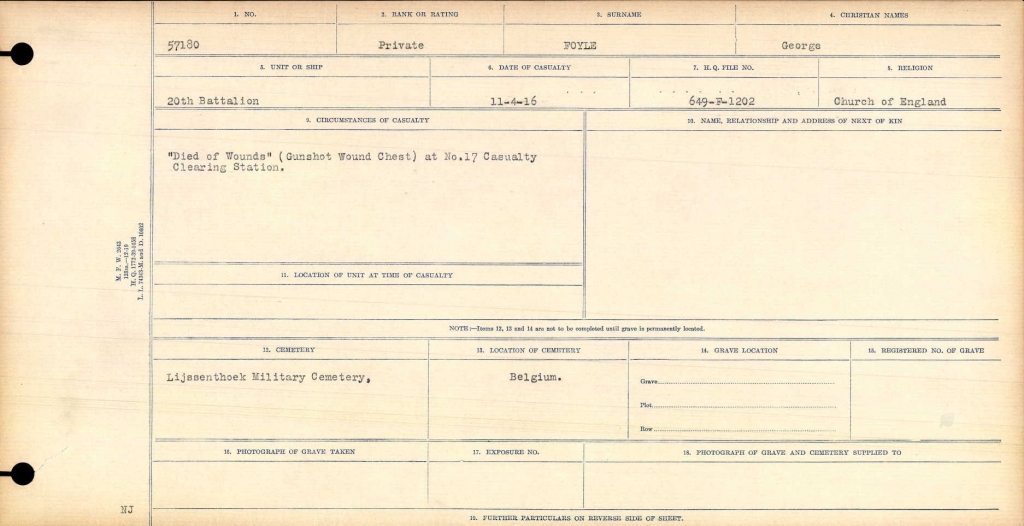 1. NO. 2. RANK OR RATING 3. SURNAME 4. CHRISTIAN NAMES
57180 Private FOYLE George
5. UNIT OR SHIP 6. DATE OF CASUALTY 7. H.Q. FILE NO. 8. RELIGION
20th Battalion 11-4-16 649-F-1202 Church of England
9. CIRCUMSTANCES OF CASUALTY 10. NAME, RELATIONSHIP AND ADDRESS OF NEXT OF KIN
"Died of Wounds" (Gunshot Wound Chest) at No.17 Casualty
Clearing Station.
M. F. W. 2643
H. Q. 1772-39-1638
11. LOCATION OF UNIT AT TIME OF CASUALTY
NOTE:—Items 12, 13 and 14 are not to be completed until grave is permanently located.
12. CEMETERY 13. LOCATION OF CEMETERY 14. GRAVE LOCATION 15. REGISTERED NO. OF GRAVE
Lijssenthoek Military Cemetery, Belgium.
Grave
Plot
Row
16. PHOTOGRAPH OF GRAVE TAKEN 17. EXPOSURE NO. 18. PHOTOGRAPH OF GRAVE AND CEMETERY SUPPLIED TO
NJ
19. FURTHER PARTICULARS ON REVERSE SIDE OF SHEET.